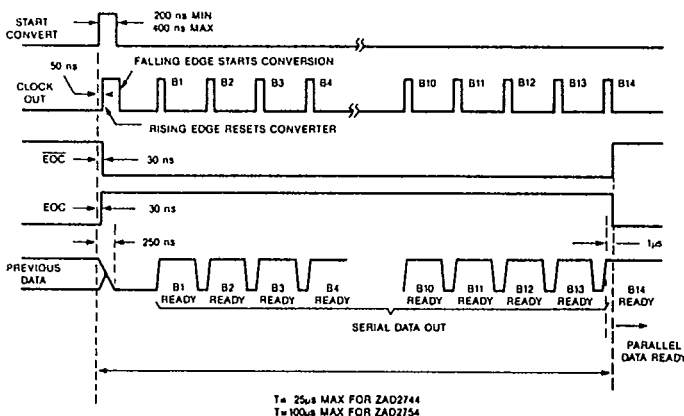 START CONVERT
200 ns MIN
400 ns MAX
50 ns
FALLING EDGE STARTS CONVERSION
CLOCK OUT
B1 B2 B3 B4 B10 B11 B12 B13 B14
RISING EDGE RESETS CONVERTER
EOC 30 ns
EOC 30 ns
250 ns 1μs
PREVIOUS DATA
B1 READY B2 READY B3 READY B4 READY B10 READY B11 READY B12 READY B13 READY B14 READY
SERIAL DATA OUT
PARALLEL DATA READY
T= 25μs MAX FOR ZAD2744
T=100μs MAX FOR ZAD2754